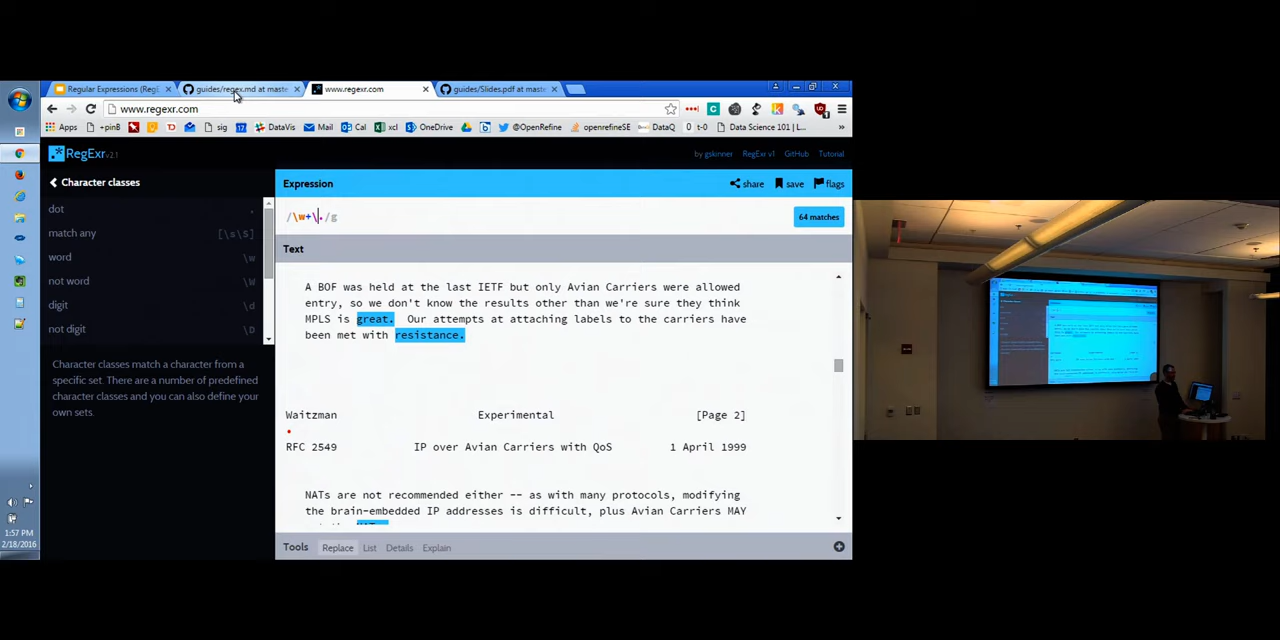 Regular Expressions (Regi
guides/regex.md at maste
www.regexr.com
guides/Slides.pdf at maste
www.regexr.com
Apps
+pinB
sig
DataVis
Mail
Cal
xcl
OneDrive
@OpenRefine
openrefineSE
DataQ
t-0
Data Science 101 | L...
RegExr v2.1
by gskinner
RegExr v1
GitHub
Tutorial
Character classes
Expression
share
save
flags
dot .
match any [\s\S]
word \w
not word \W
digit \d
not digit \D
/\w+\./g
64 matches
Text
A BOF was held at the last IETF but only Avian Carriers were allowed
entry, so we don't know the results other than we're sure they think
MPLS is great. Our attempts at attaching labels to the carriers have
been met with resistance.
Character classes match a character from a
specific set. There are a number of predefined
character classes and you can also define your
own sets.
Waitzman Experimental [Page 2]
RFC 2549 IP over Avian Carriers with QoS 1 April 1999
NATs are not recommended either -- as with many protocols, modifying
the brain-embedded IP addresses is difficult, plus Avian Carriers MAY
Tools
Replace
List
Details
Explain
1:57 PM
2/18/2016